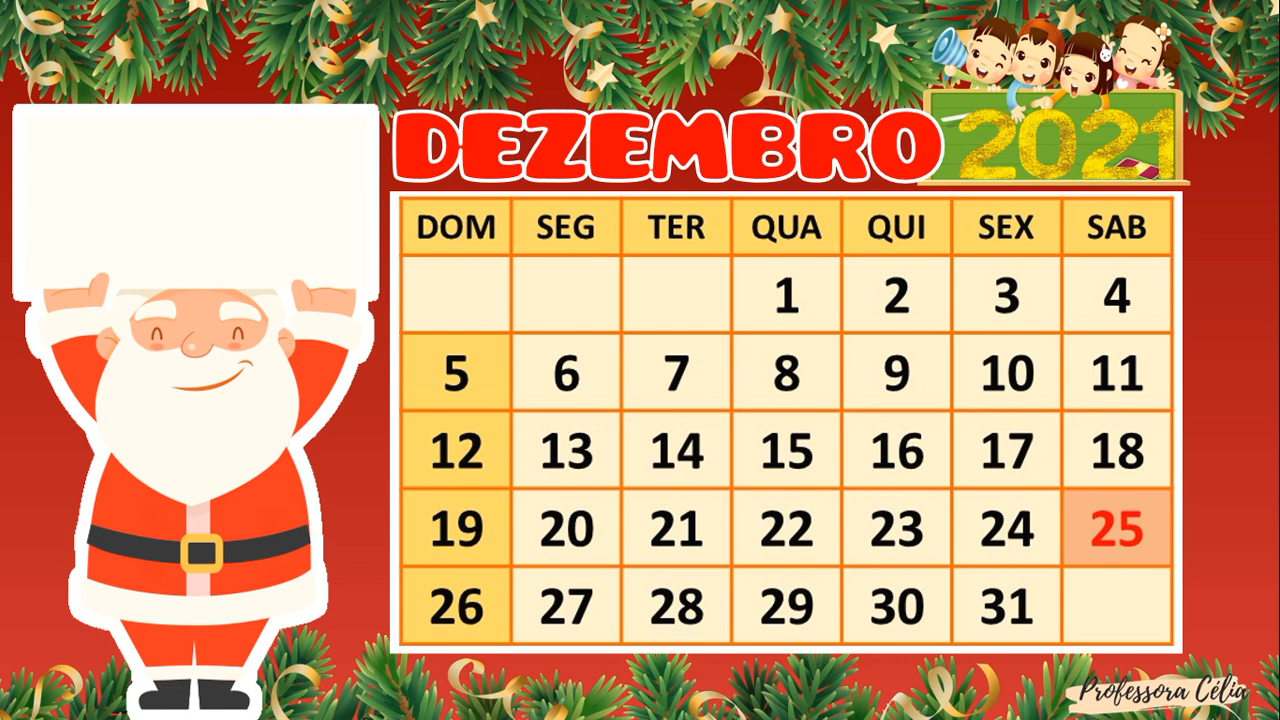 DEZEMBRO 2021
DOM SEG TER QUA QUI SEX SAB
1 2 3 4
5 6 7 8 9 10 11
12 13 14 15 16 17 18
19 20 21 22 23 24 25
26 27 28 29 30 31
Professora Célia